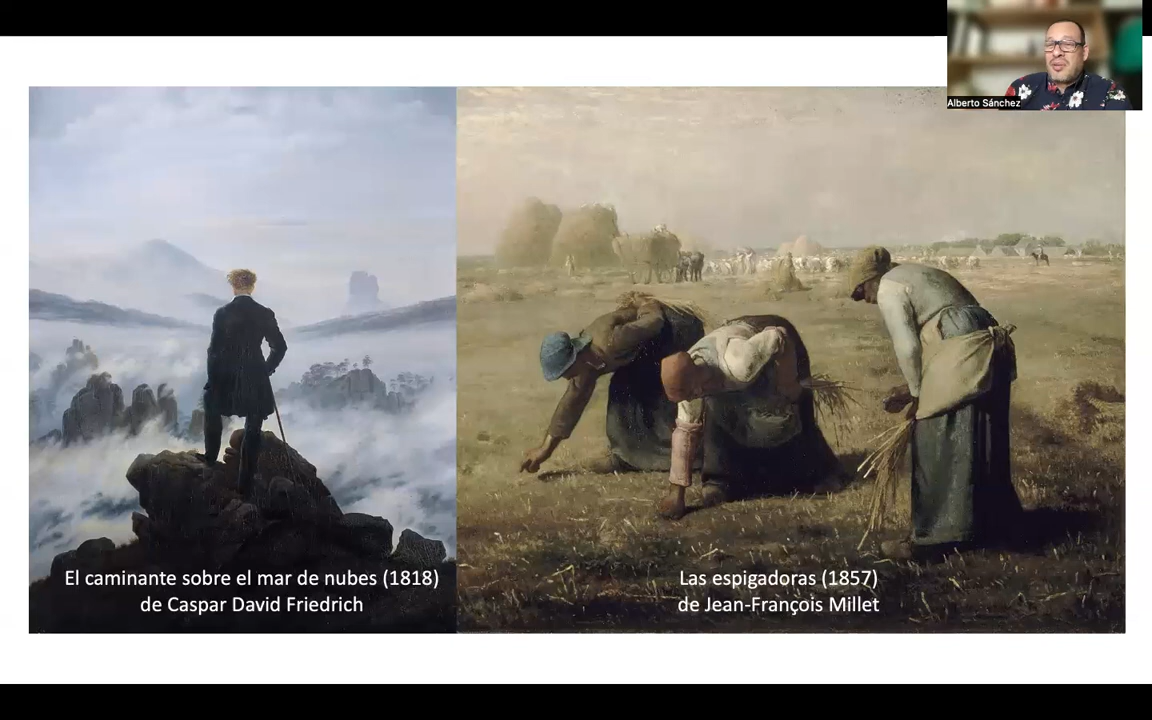 Alberto Sánchez
El caminante sobre el mar de nubes (1818)
de Caspar David Friedrich
Las espigadoras (1857)
de Jean-François Millet